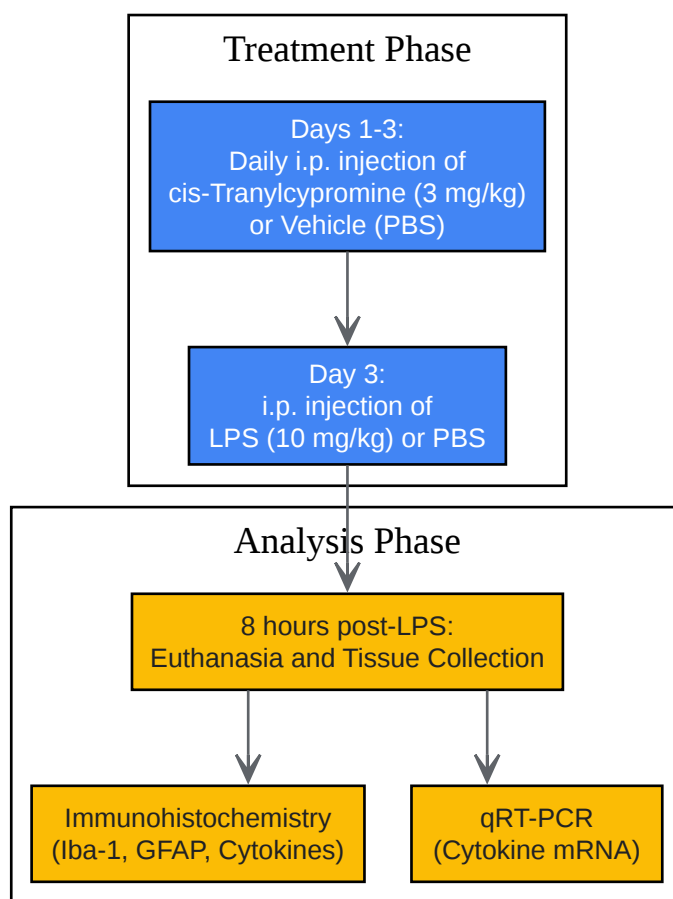 Treatment Phase
Days 1-3:
Daily i.p. injection of
cis-Tranylcypromine (3 mg/kg)
or Vehicle (PBS)
Day 3:
i.p. injection of
LPS (10 mg/kg) or PBS
Analysis Phase
8 hours post-LPS:
Euthanasia and Tissue Collection
Immunohistochemistry
(Iba-1, GFAP, Cytokines)
qRT-PCR
(Cytokine mRNA)